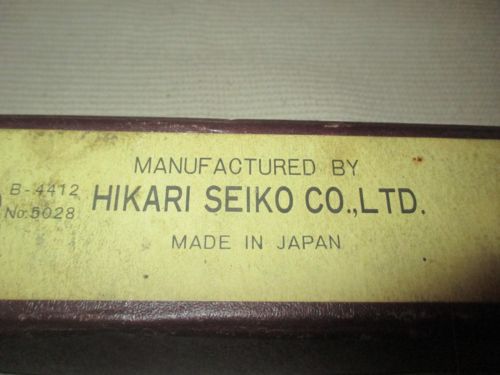 MANUFACTURED BY
B-4412
No.5028
HIKARI SEIKO CO.,LTD.
MADE IN JAPAN